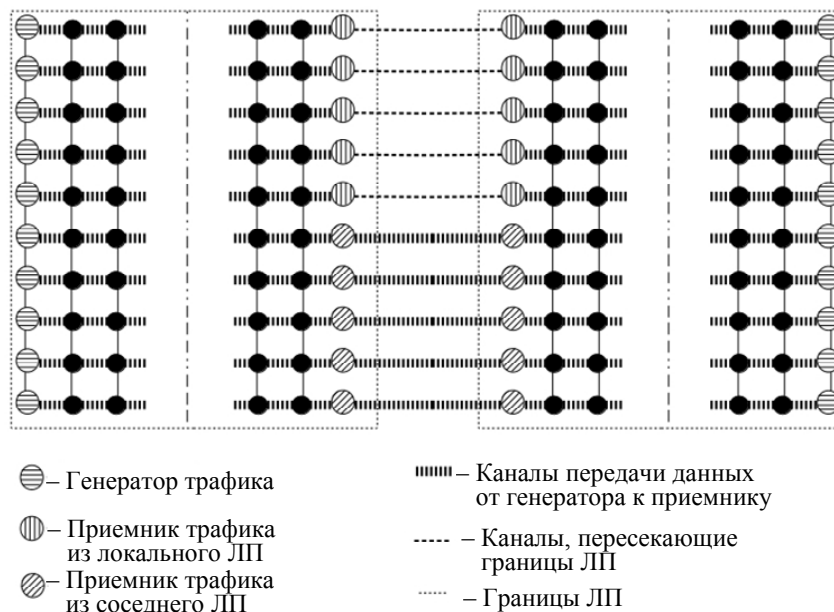 – Генератор трафика
– Приемник трафика
из локального ЛП
– Приемник трафика
из соседнего ЛП
– Каналы передачи данных
от генератора к приемнику
– Каналы, пересекающие
границы ЛП
– Границы ЛП